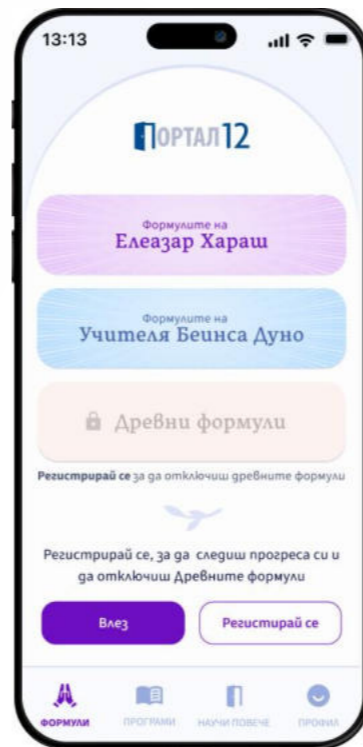 13:13
ПОРТАЛ12
Формулите на
Елеазар Хараш
Формулите на
Учителя Беинса Дуно
Древни формули
Регистрирай се за да отключиш древните формули
Регистрирай се, за да следиш прогреса си и
да отключиш Древните формули
Влез
Регистирай се
ФОРМУЛИ
ПРОГРАМИ
НАУЧИ ПОВЕЧЕ
ПРОФИЛ